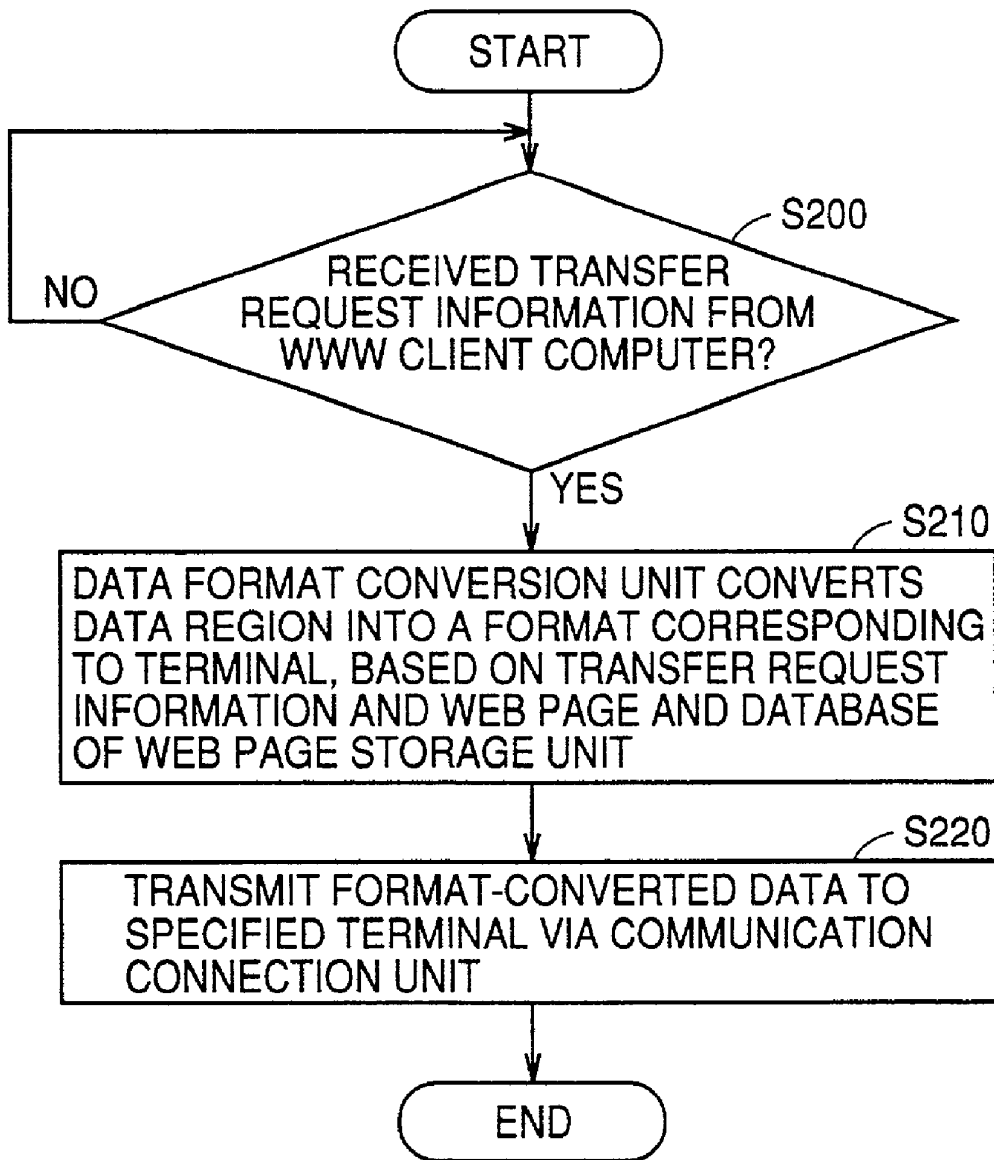 START
S200
RECEIVED TRANSFER
REQUEST INFORMATION FROM
WWW CLIENT COMPUTER?
NO
YES
S210
DATA FORMAT CONVERSION UNIT CONVERTS
DATA REGION INTO A FORMAT CORRESPONDING
TO TERMINAL, BASED ON TRANSFER REQUEST
INFORMATION AND WEB PAGE AND DATABASE
OF WEB PAGE STORAGE UNIT
S220
TRANSMIT FORMAT-CONVERTED DATA TO
SPECIFIED TERMINAL VIA COMMUNICATION
CONNECTION UNIT
END